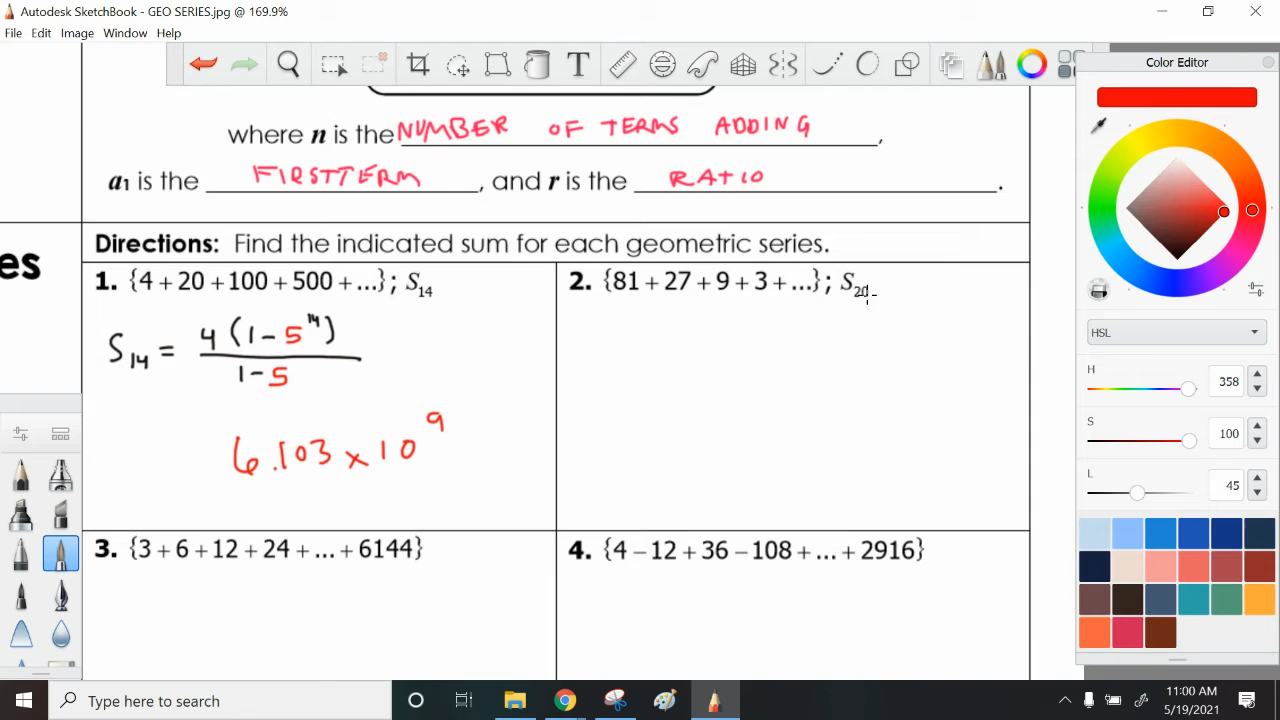 Autodesk SketchBook - GEO SERIES.jpg @ 169.9%
File Edit Image Window Help
Color Editor
where n is the NUMBER OF TERMS ADDING,
a1 is the FIRST TERM, and r is the RATIO.
es
Directions: Find the indicated sum for each geometric series.
1. {4 + 20 + 100 + 500 + ...} ; S14
S14 = 4 (1 - 5^14) / 1 - 5
6.103 x 10^9
2. {81 + 27 + 9 + 3 + ...} ; S20
3. {3 + 6 + 12 + 24 + ... + 6144}
4. {4 - 12 + 36 - 108 + ... + 2916}
HSL
H 358
S 100
L 45
Type here to search
11:00 AM
5/19/2021